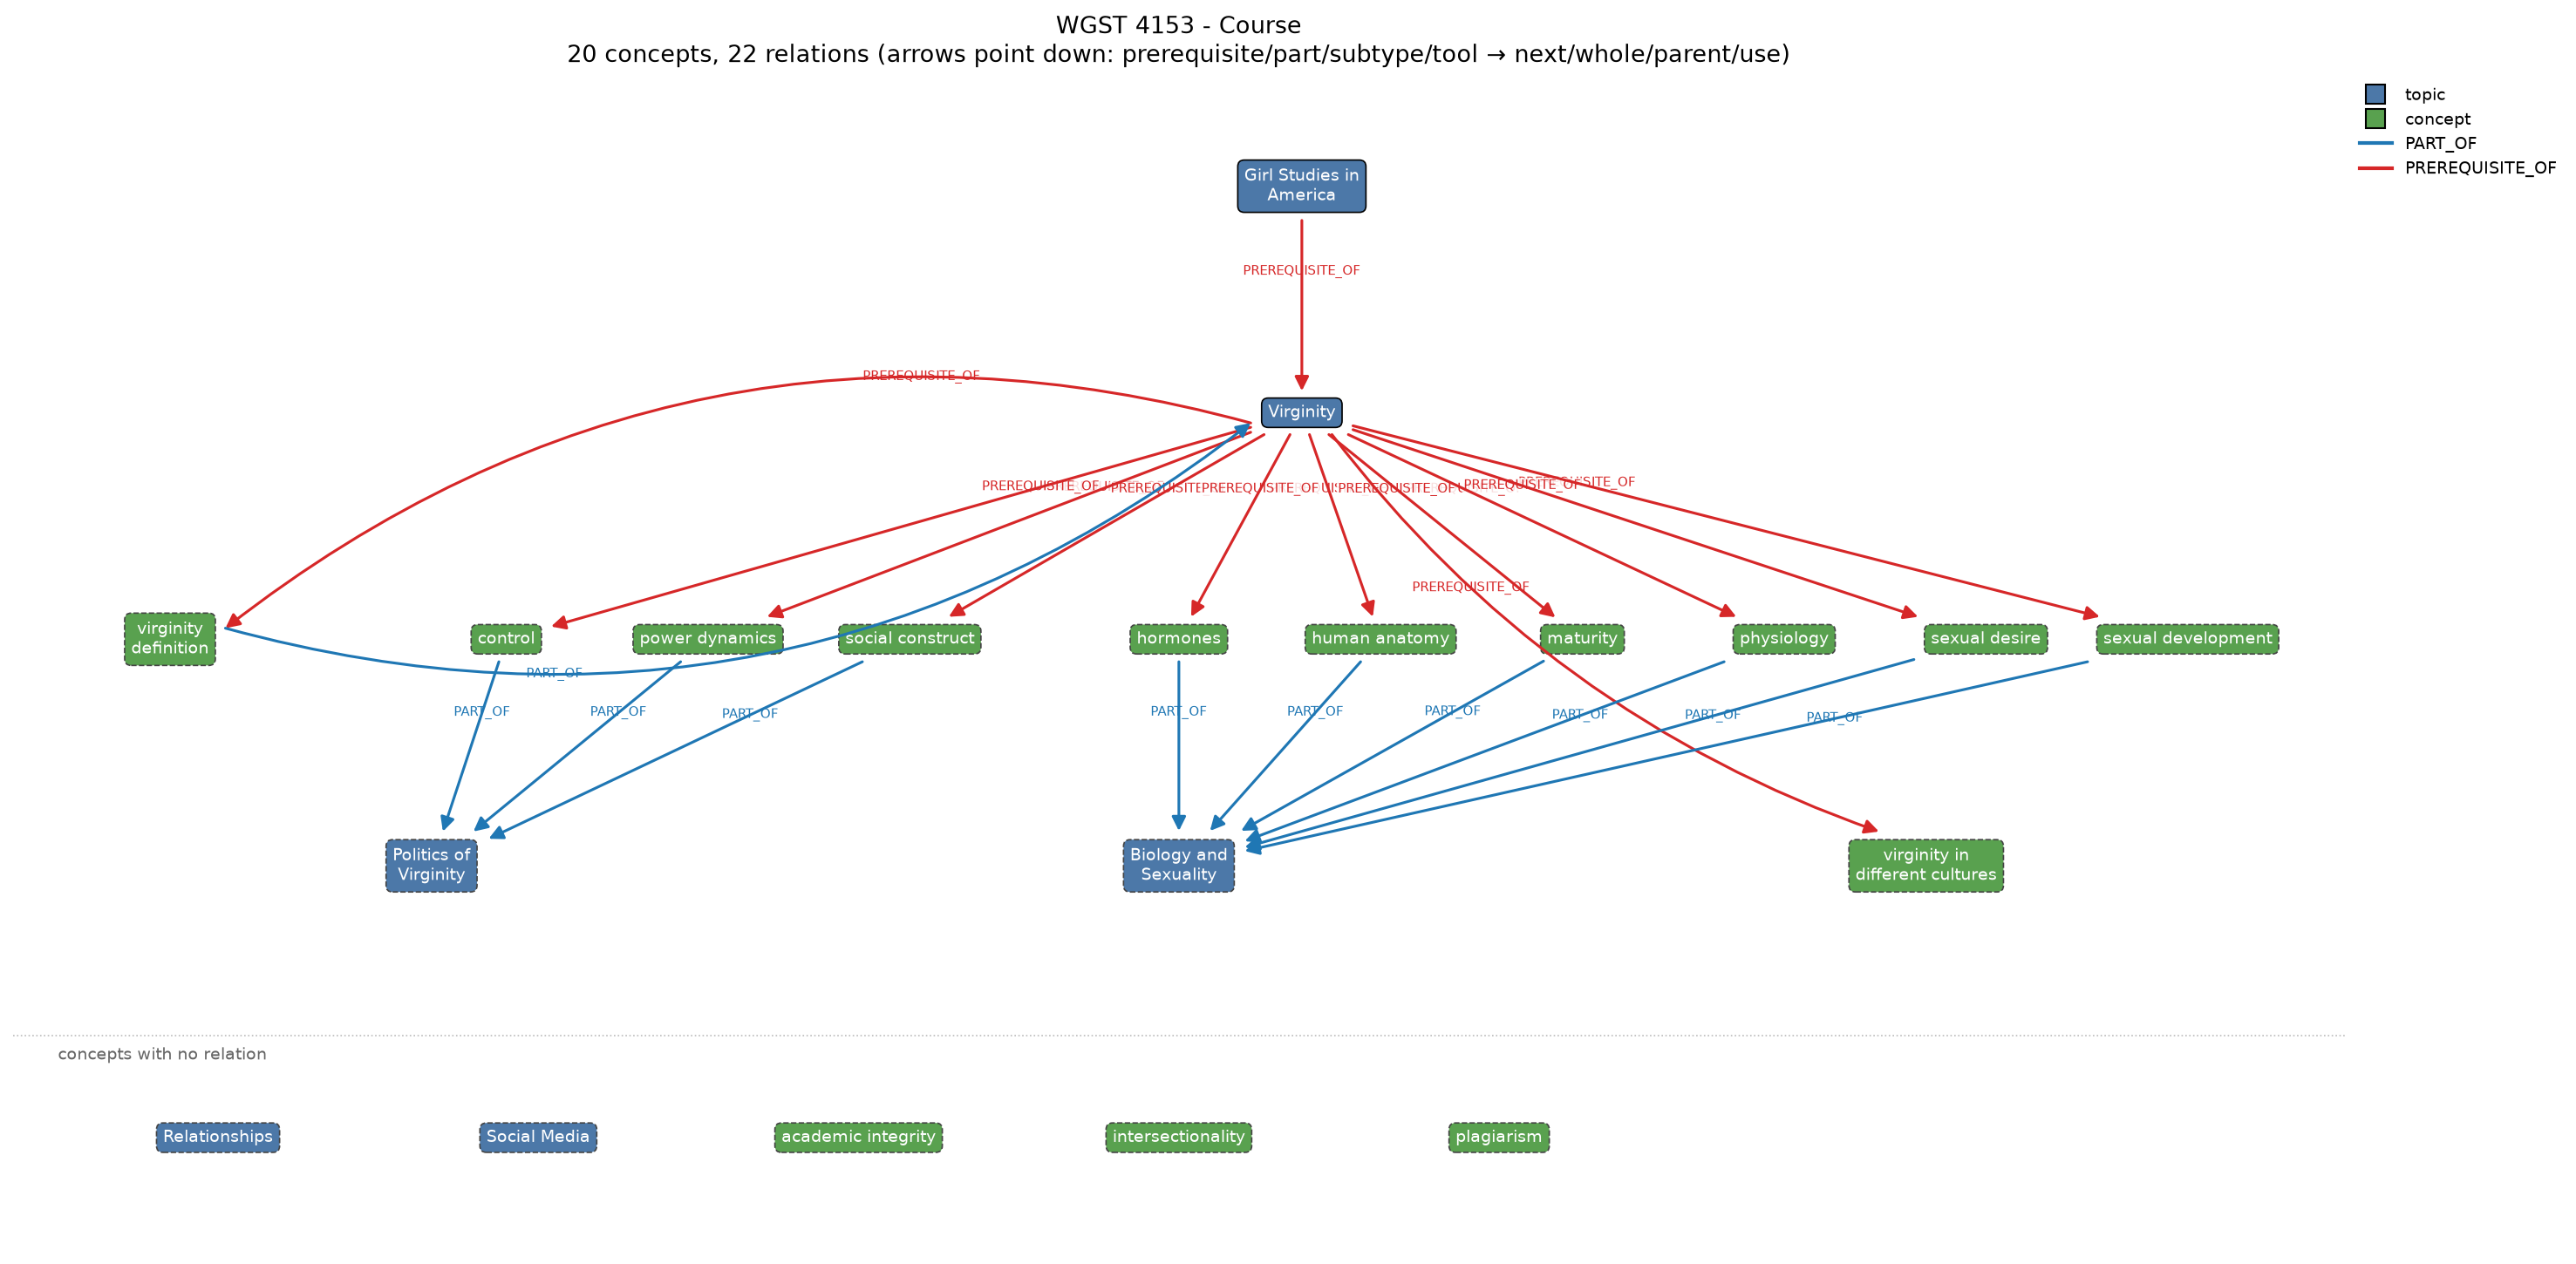 WGST 4153 - Course
20 concepts, 22 relations (arrows point down: prerequisite/part/subtype/tool → next/whole/parent/use)
topic
concept
PART_OF
PREREQUISITE_OF
Girl Studies in
America
PREREQUISITE_OF
PREREQUISITE_OF
Virginity
PREREQUISITE_OF
PREREQUISITE_OF
PREREQUISITE_OF
PREREQUISITE_OF
PREREQUISITE_OF
virginity
definition
control
power dynamics
social construct
hormones
human anatomy
maturity
physiology
sexual desire
sexual development
PART_OF
PART_OF
PART_OF
PART_OF
PART_OF
PART_OF
PART_OF
PART_OF
PART_OF
PART_OF
Politics of
Virginity
Biology and
Sexuality
virginity in
different cultures
concepts with no relation
Relationships
Social Media
academic integrity
intersectionality
plagiarism